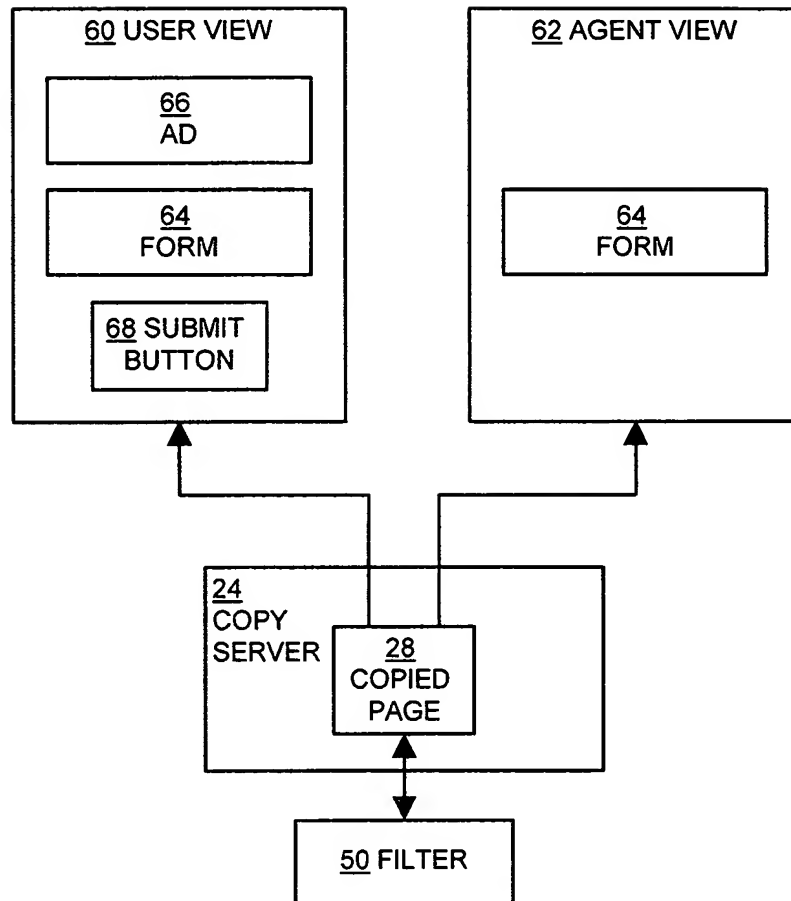 60 USER VIEW
66
AD
64
FORM
68 SUBMIT
BUTTON
62 AGENT VIEW
64
FORM
24
COPY
SERVER
28
COPIED
PAGE
50 FILTER